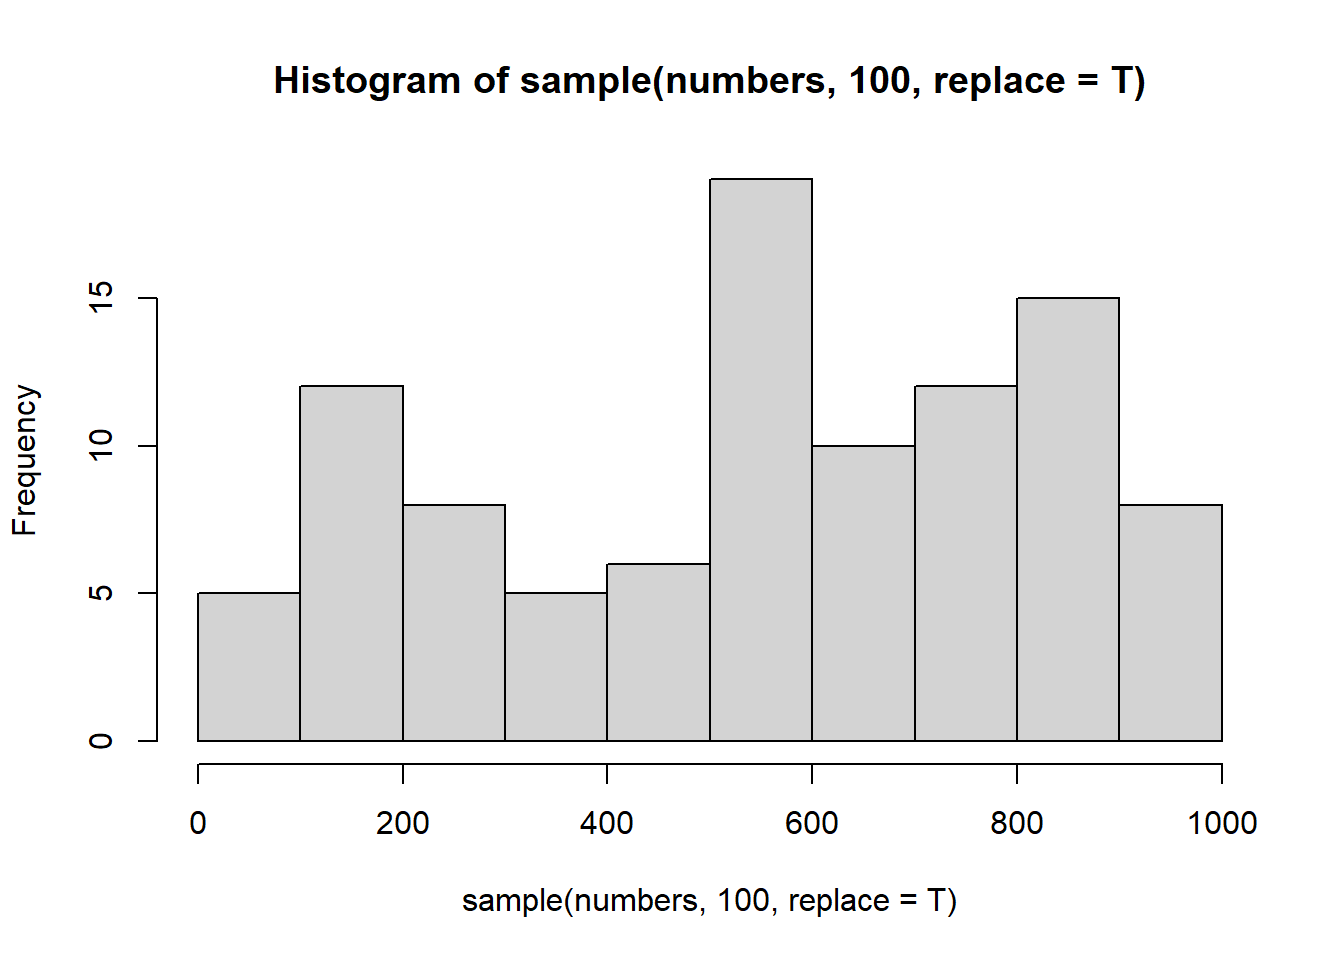 Histogram of sample(numbers, 100, replace = T)
Frequency
15
10
5
0
0 200 400 600 800 1000
sample(numbers, 100, replace = T)